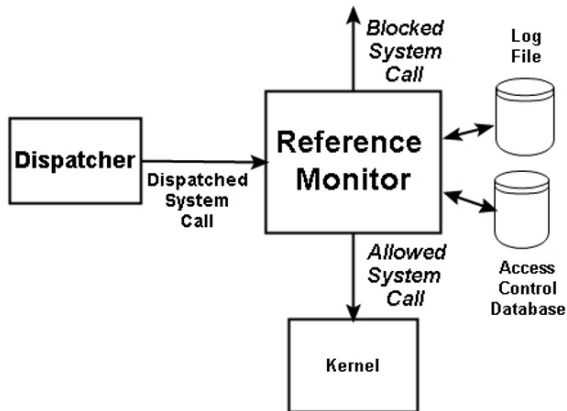 Blocked
System
Call
Log
File
Dispatcher
Dispatched
System
Call
Reference
Monitor
Allowed
System
Call
Access
Control
Database
Kernel